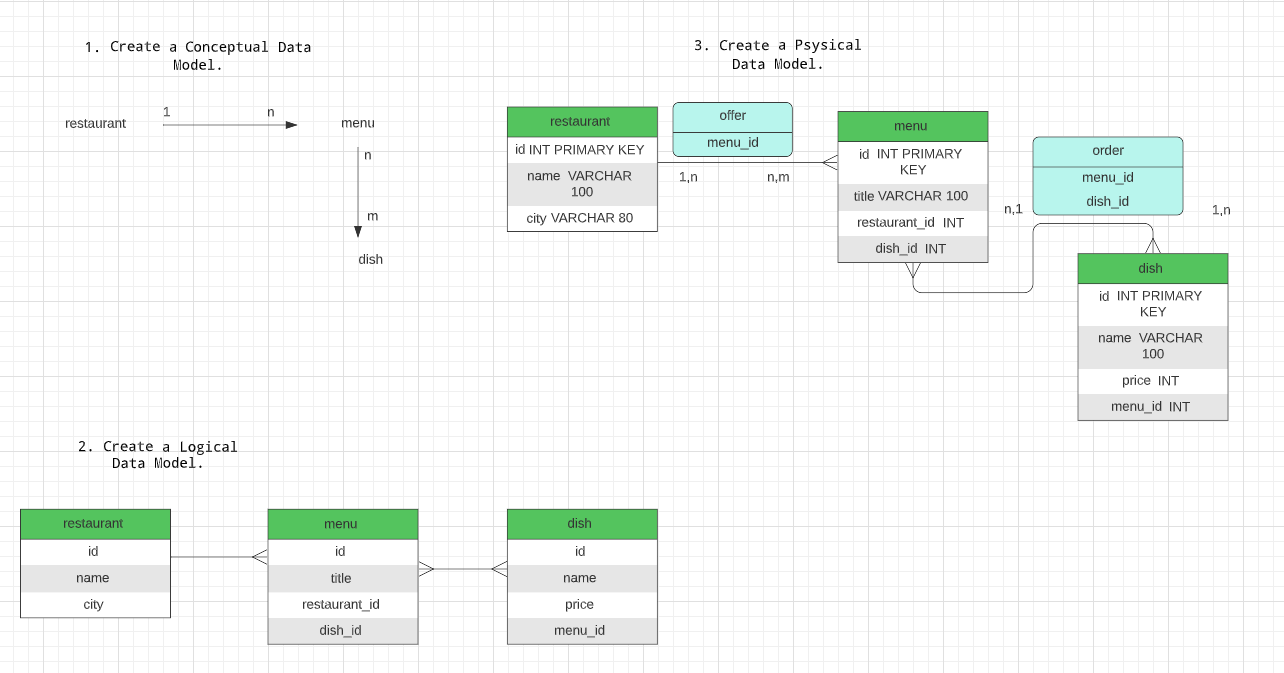 1. Create a Conceptual Data
Model.
restaurant
1
n
menu
n
m
dish
3. Create a Psysical
Data Model.
restaurant
id INT PRIMARY KEY
name VARCHAR
100
city VARCHAR 80
offer
menu_id
1,n
n,m
menu
id INT PRIMARY
KEY
title VARCHAR 100
restaurant_id INT
dish_id INT
order
menu_id
dish_id
n,1
1,n
dish
id INT PRIMARY
KEY
name VARCHAR
100
price INT
menu_id INT
2. Create a Logical
Data Model.
restaurant
id
name
city
menu
id
title
restaurant_id
dish_id
dish
id
name
price
menu_id